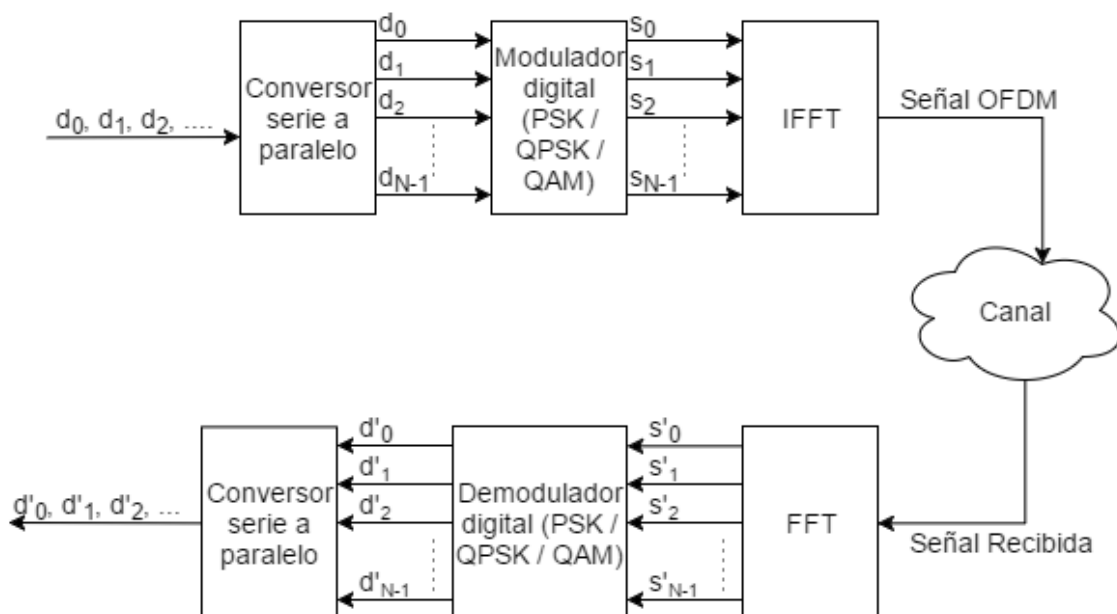 d0, d1, d2, ....
Conversor
serie a
paralelo
d0
d1
d2
dN-1
Modulador
digital
(PSK /
QPSK /
QAM)
s0
s1
s2
sN-1
IFFT
Señal OFDM
Canal
Señal Recibida
FFT
s'0
s'1
s'2
s'N-1
Demodulador
digital (PSK /
QPSK / QAM)
d'0
d'1
d'2
d'N-1
Conversor
serie a
paralelo
d'0, d'1, d'2, ...